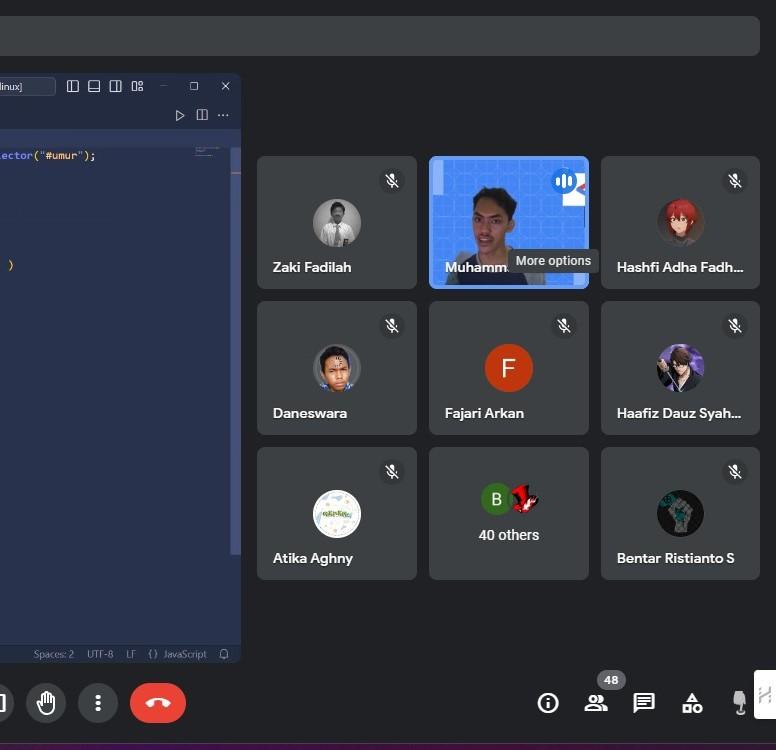 linux]
lector("#umur");
)
Zaki Fadilah
Muhamm
More options
Hashfi Adha Fadh...
Daneswara
F
Fajari Arkan
Haafiz Dauz Syah...
Atika Aghny
B
40 others
Bentar Ristianto S
Spaces: 2 UTF-8 LF {} JavaScript
48